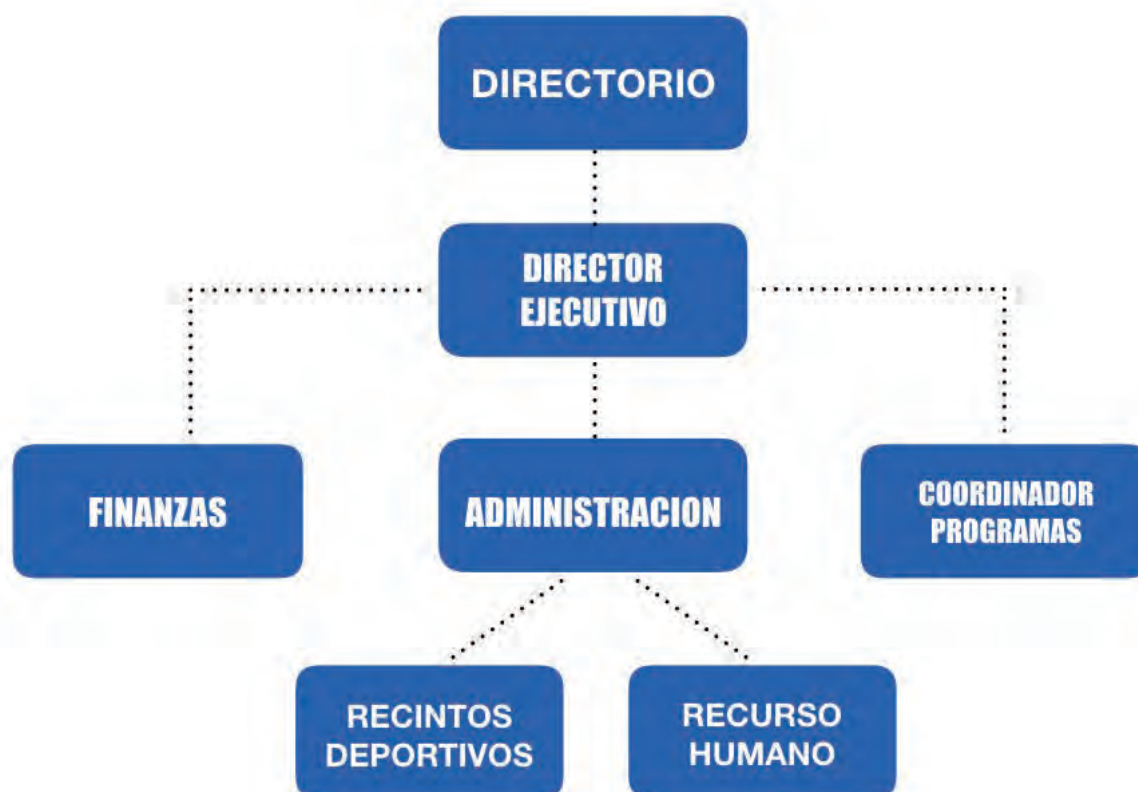 DIRECTORIO
DIRECTOR
EJECUTIVO
FINANZAS
ADMINISTRACION
COORDINADOR
PROGRAMAS
RECINTOS
DEPORTIVOS
RECURSO
HUMANO